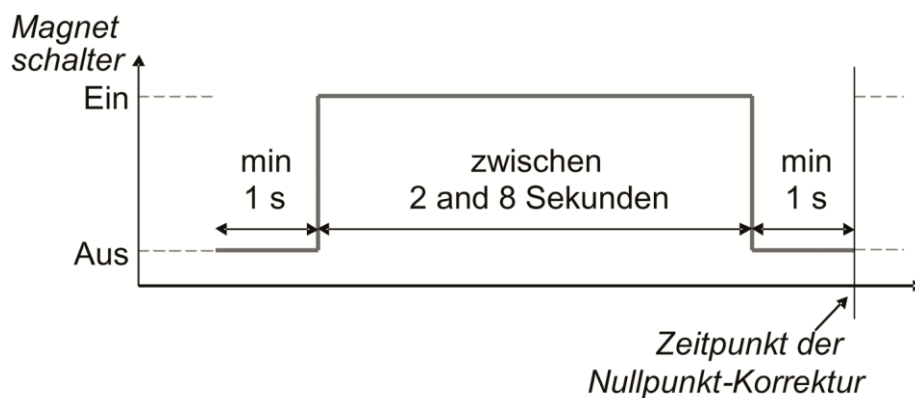 Magnet
schalter
Ein
min
1 s
zwischen
2 and 8 Sekunden
min
1 s
Aus
Zeitpunkt der
Nullpunkt-Korrektur